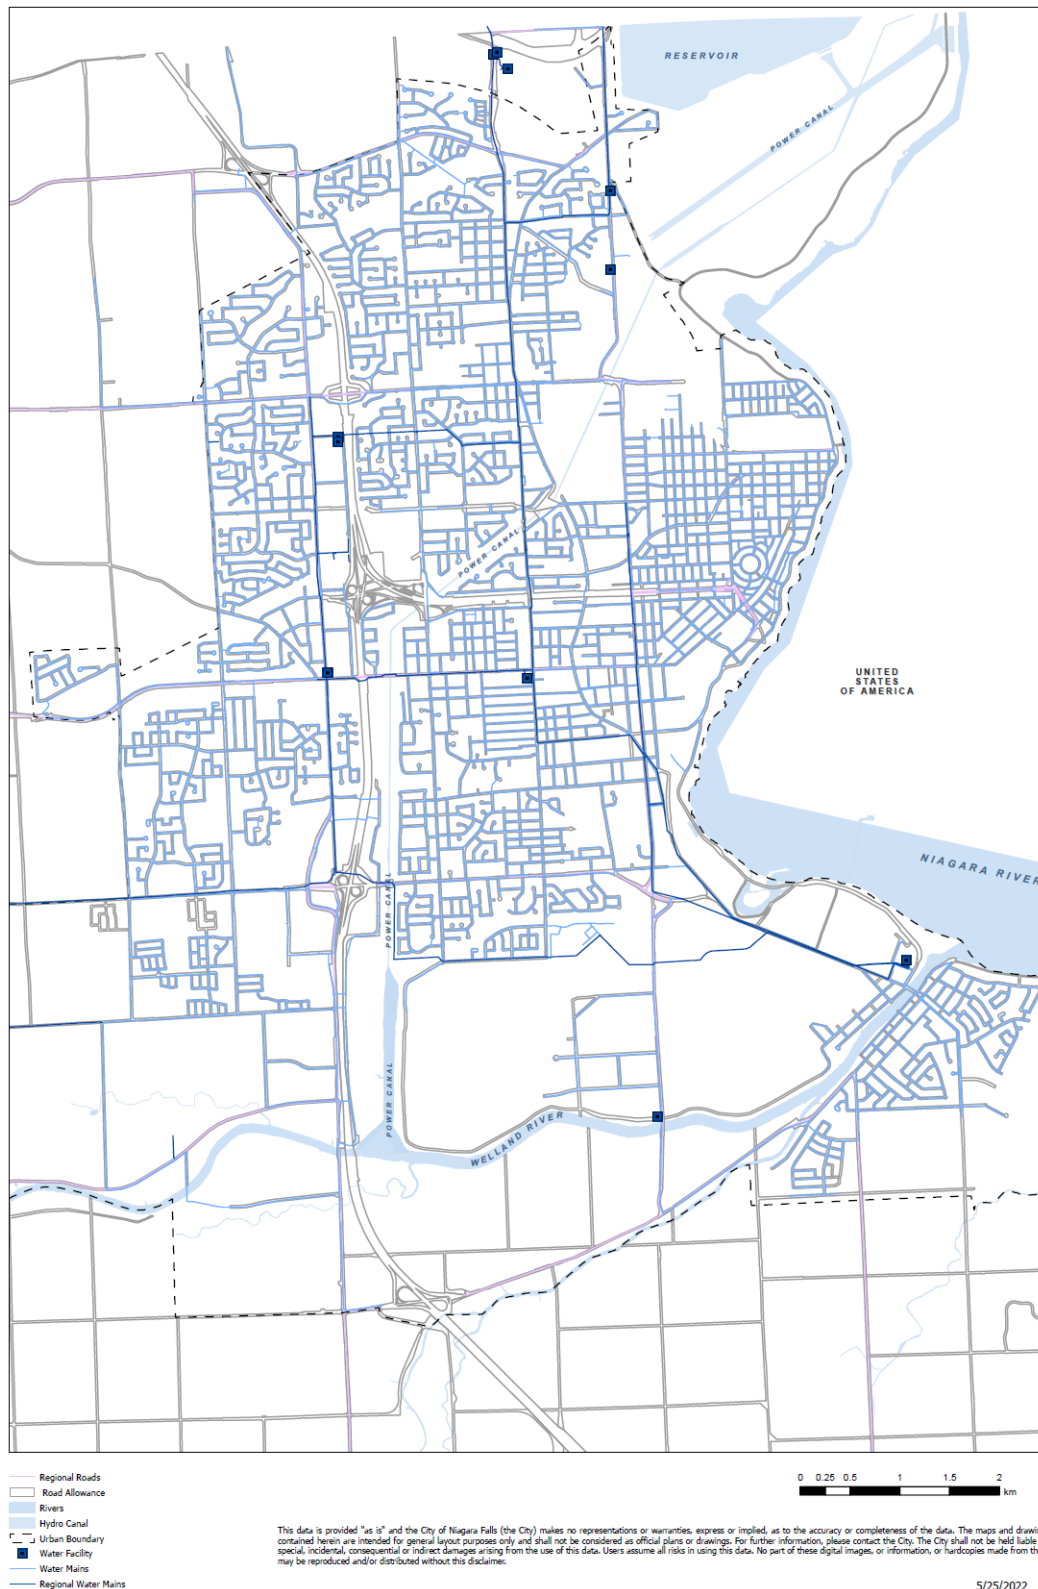 RESERVOIR
POWER CANAL
POWER CANAL
UNITED
STATES
OF AMERICA
NIAGARA RIVER
POWER CANAL
POWER CANAL
WELLAND RIVER
Regional Roads
Road Allowance
Rivers
Hydro Canal
Urban Boundary
Water Facility
Water Mains
Regional Water Mains
0 0.25 0.5 1 1.5 2
km
This data is provided "as is" and the City of Niagara Falls (the City) makes no representations or warranties, express or implied, as to the accuracy or completeness of the data. The maps and drawin
contained herein are intended for general layout purposes only and shall not be considered as official plans or drawings. For further information, please contact the City. The City shall not be held liable
special, incidental, consequential or indirect damages arising from the use of this data. Users assume all risks in using this data. No part of these digital images, or information, or hardcopies made from th
may be reproduced and/or distributed without this disclaimer.
5/25/2022